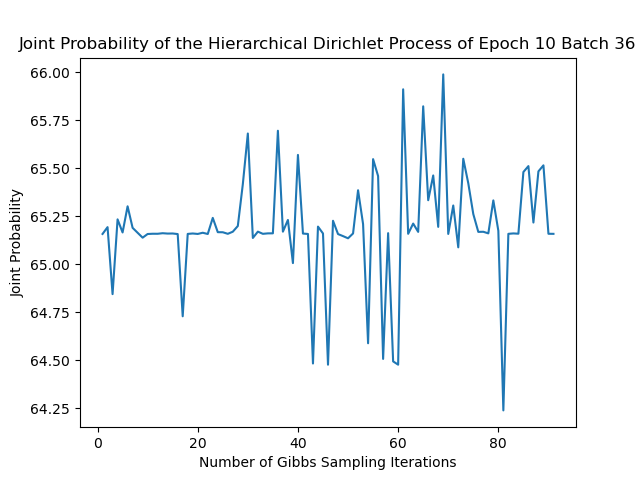 Joint Probability of the Hierarchical Dirichlet Process of Epoch 10 Batch 36
66.00
65.75
65.50
65.25
65.00
64.75
64.50
64.25
Joint Probability
0 20 40 60 80
Number of Gibbs Sampling Iterations